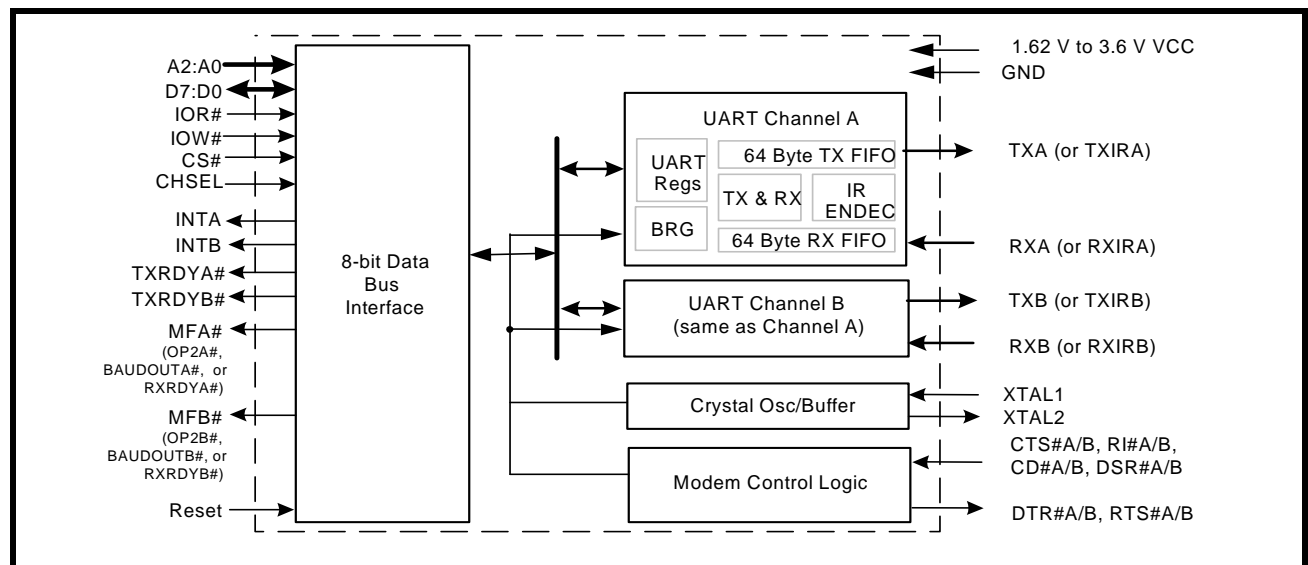 A2:A0
D7:D0
IOR#
IOW#
CS#
CHSEL
INTA
INTB
TXRDYA#
TXRDYB#
MFA#
(OP2A#,
BAUDOUTA#, or
RXRDYA#)
MFB#
(OP2B#,
BAUDOUTB#, or
RXRDYB#)
Reset
8-bit Data
Bus
Interface
UART Channel A
UART
Regs
BRG
64 Byte TX FIFO
TX & RX
IR
ENDEC
64 Byte RX FIFO
UART Channel B
(same as Channel A)
Crystal Osc/Buffer
Modem Control Logic
1.62 V to 3.6 V VCC
GND
TXA (or TXIRA)
RXA (or RXIRA)
TXB (or TXIRB)
RXB (or RXIRB)
XTAL1
XTAL2
CTS#A/B, RI#A/B,
CD#A/B, DSR#A/B
DTR#A/B, RTS#A/B